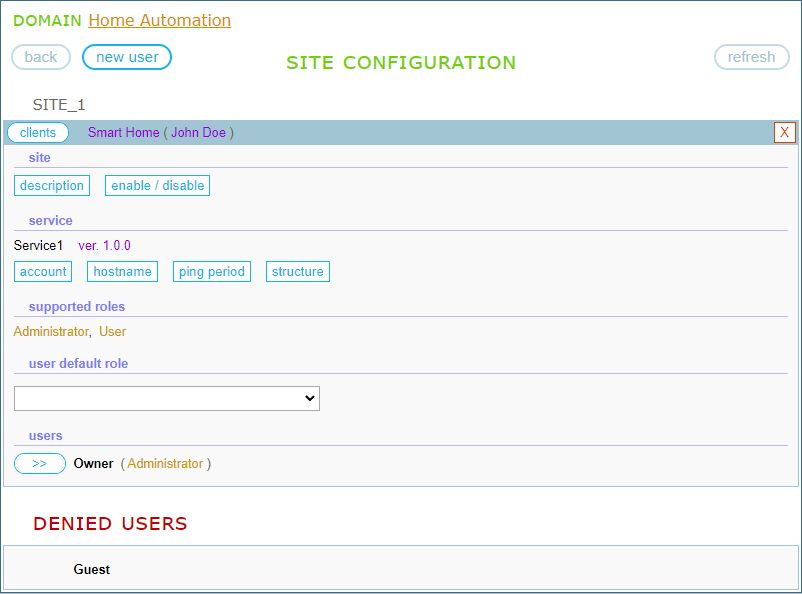 DOMAIN Home Automation
back new user SITE CONFIGURATION refresh
SITE_1
clients Smart Home ( John Doe ) X
site
description enable / disable
service
Service1 ver. 1.0.0
account hostname ping period structure
supported roles
Administrator, User
user default role
users
>> Owner ( Administrator )
DENIED USERS
Guest